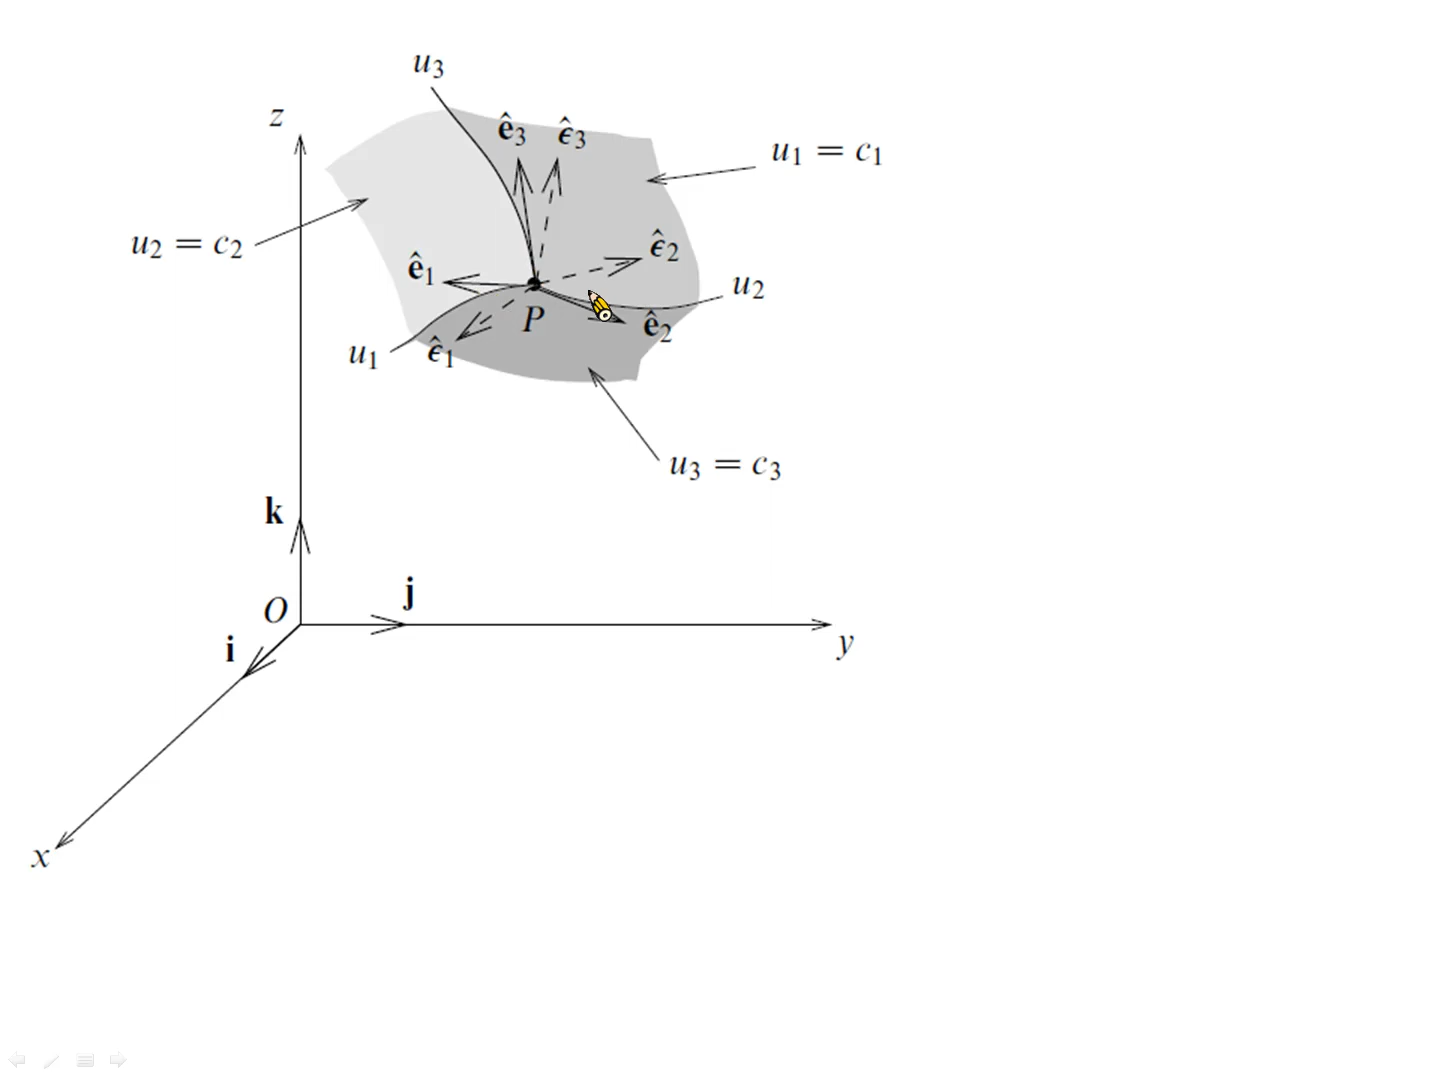 u₃
z
ê₃ ε̂₃
u₁ = c₁
u₂ = c₂
ε̂₂
ê₁
u₂
P
ê₂
u₁
ε̂₁
u₃ = c₃
k
j
O
i
y
x